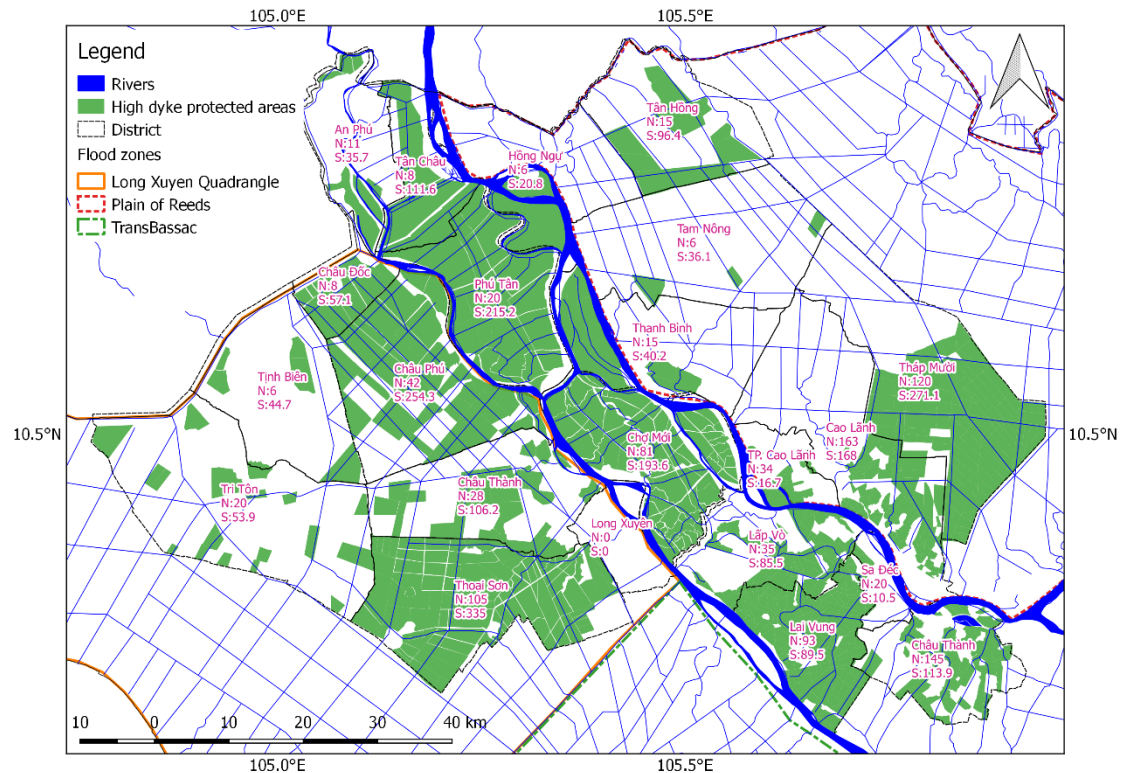 105.0°E
105.5°E
Legend
Rivers
High dyke protected areas
District
Flood zones
Long Xuyen Quadrangle
Plain of Reeds
TransBassac
An Phú
N:11
S:35.7
Tân Châu
N:8
S:111.6
Hồng Ngự
N:6
S:20.8
Tân Hồng
N:15
S:96.4
Tam Nông
N:6
S:36.1
Châu Đốc
N:8
S:57.1
Phú Tân
N:20
S:215.2
Thanh Bình
N:15
S:40.2
Tịnh Biên
N:6
S:44.7
Châu Phú
N:42
S:254.3
Tháp Mười
N:120
S:271.1
10.5°N
10.5°N
Chợ Mới
N:81
S:193.6
Cao Lãnh
N:163
S:168
TP. Cao Lãnh
N:34
S:16.7
Tri Tôn
N:20
S:53.9
Châu Thành
N:28
S:106.2
Long Xuyên
N:0
S:0
Lấp Vò
N:35
S:85.5
Sa Đéc
N:20
S:10.5
Thoại Sơn
N:105
S:335
Lai Vung
N:93
S:89.5
Châu Thành
N:145
S:113.9
10 0 10 20 30 40 km
105.0°E
105.5°E